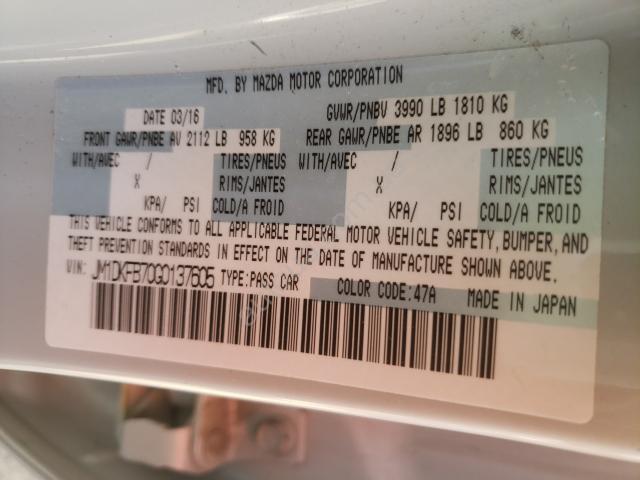 MFD. BY MAZDA MOTOR CORPORATION
DATE 03/16 GVWR/PNBV 3990 LB 1810 KG
FRONT GAWR/PNBE AV 2112 LB 958 KG REAR GAWR/PNBE AR 1896 LB 860 KG
WITH/AVEC / TIRES/PNEUS WITH/AVEC / TIRES/PNEUS
X RIMS/JANTES X RIMS/JANTES
KPA/ PSI COLD/A FROID KPA/ PSI COLD/A FROID
THIS VEHICLE CONFORMS TO ALL APPLICABLE FEDERAL MOTOR VEHICLE SAFETY, BUMPER, AND
THEFT PREVENTION STANDARDS IN EFFECT ON THE DATE OF MANUFACTURE SHOWN ABOVE.
VIN: JM1DKFB70G0137605 TYPE: PASS CAR COLOR CODE: 47A MADE IN JAPAN